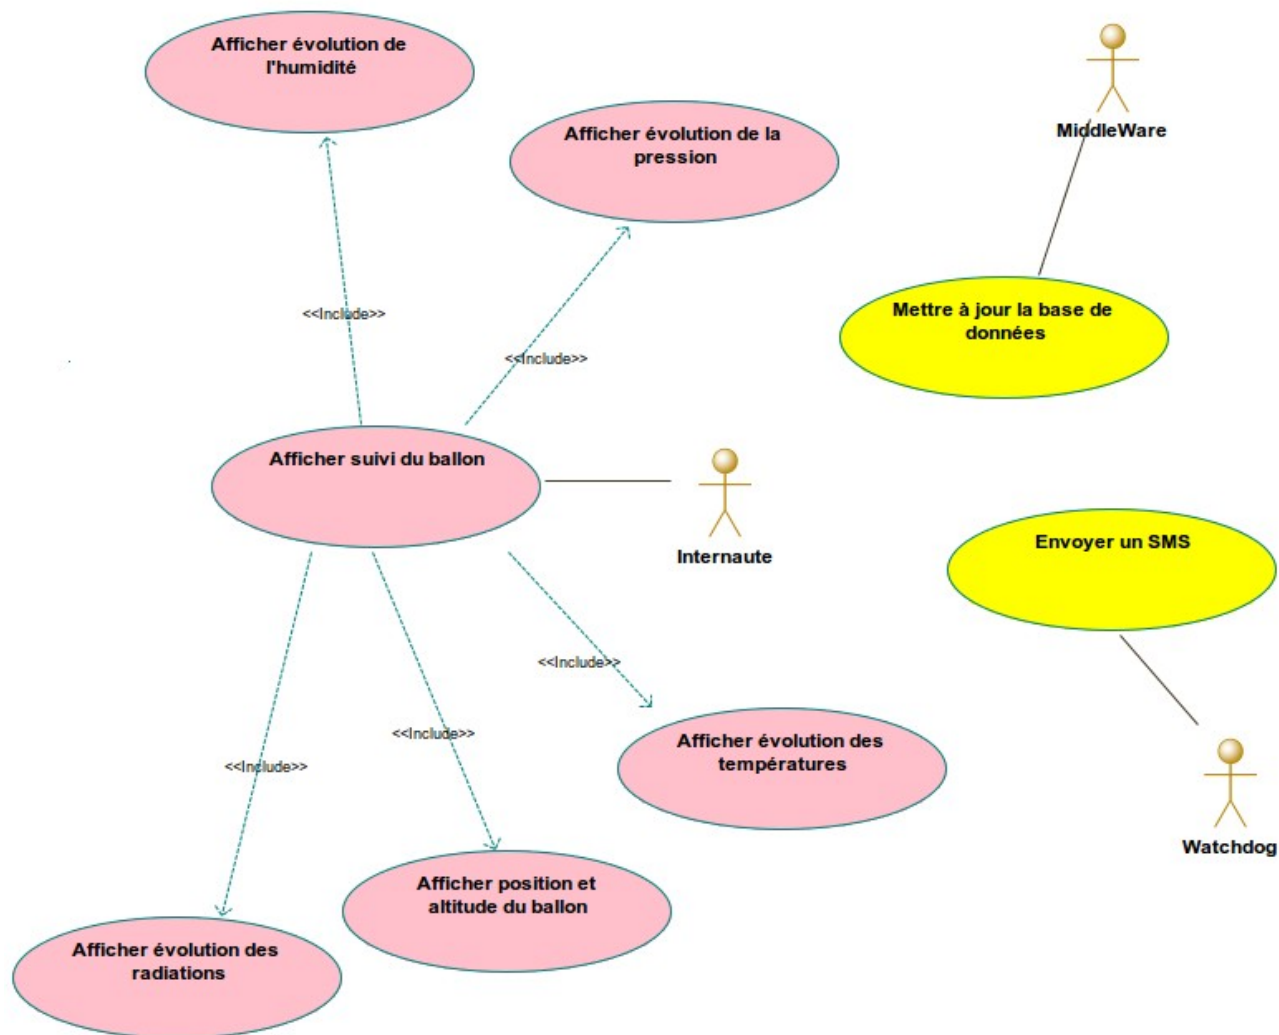 Afficher évolution de
l'humidité
MiddleWare
Afficher évolution de la
pression
Mettre à jour la base de
données
<<Include>>
<<Include>>
Afficher suivi du ballon
Internaute
Envoyer un SMS
<<Include>>
<<Include>>
<<Include>>
Afficher évolution des
températures
Watchdog
Afficher position et
altitude du ballon
Afficher évolution des
radiations